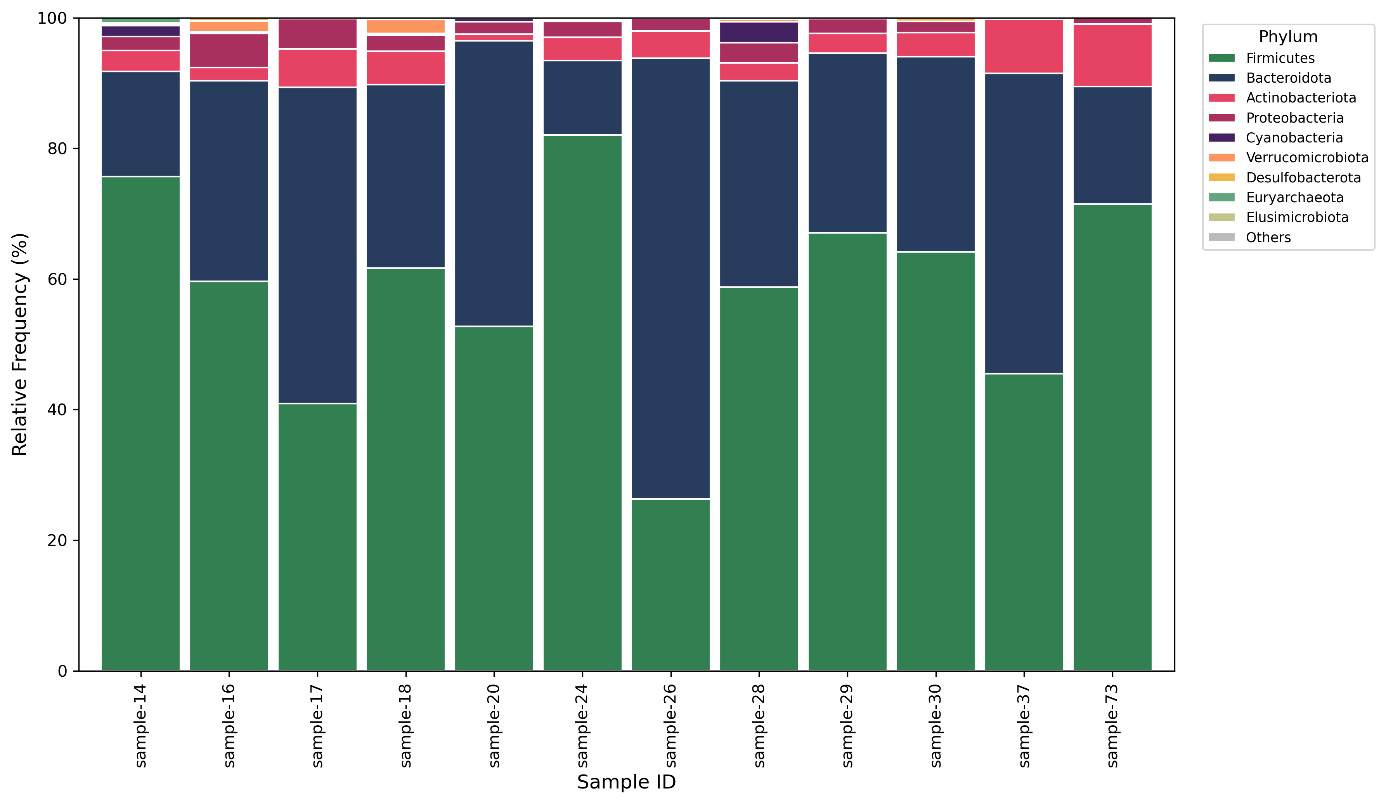 100
80
60
40
20
0
Relative Frequency (%)
sample-14
sample-16
sample-17
sample-18
sample-20
sample-24
sample-26
sample-28
sample-29
sample-30
sample-37
sample-73
Sample ID
Phylum
Firmicutes
Bacteroidota
Actinobacteriota
Proteobacteria
Cyanobacteria
Verrucomicrobiota
Desulfobacterota
Euryarchaeota
Elusimicrobiota
Others